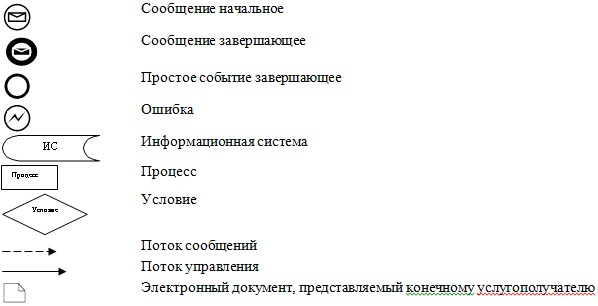 Сообщение начальное
Сообщение завершающее
Простое событие завершающее
Ошибка
ИС
Информационная система
Процесс
Процесс
Условие
Условие
Поток сообщений
Поток управления
Электронный документ, представляемый конечному услугополучателю